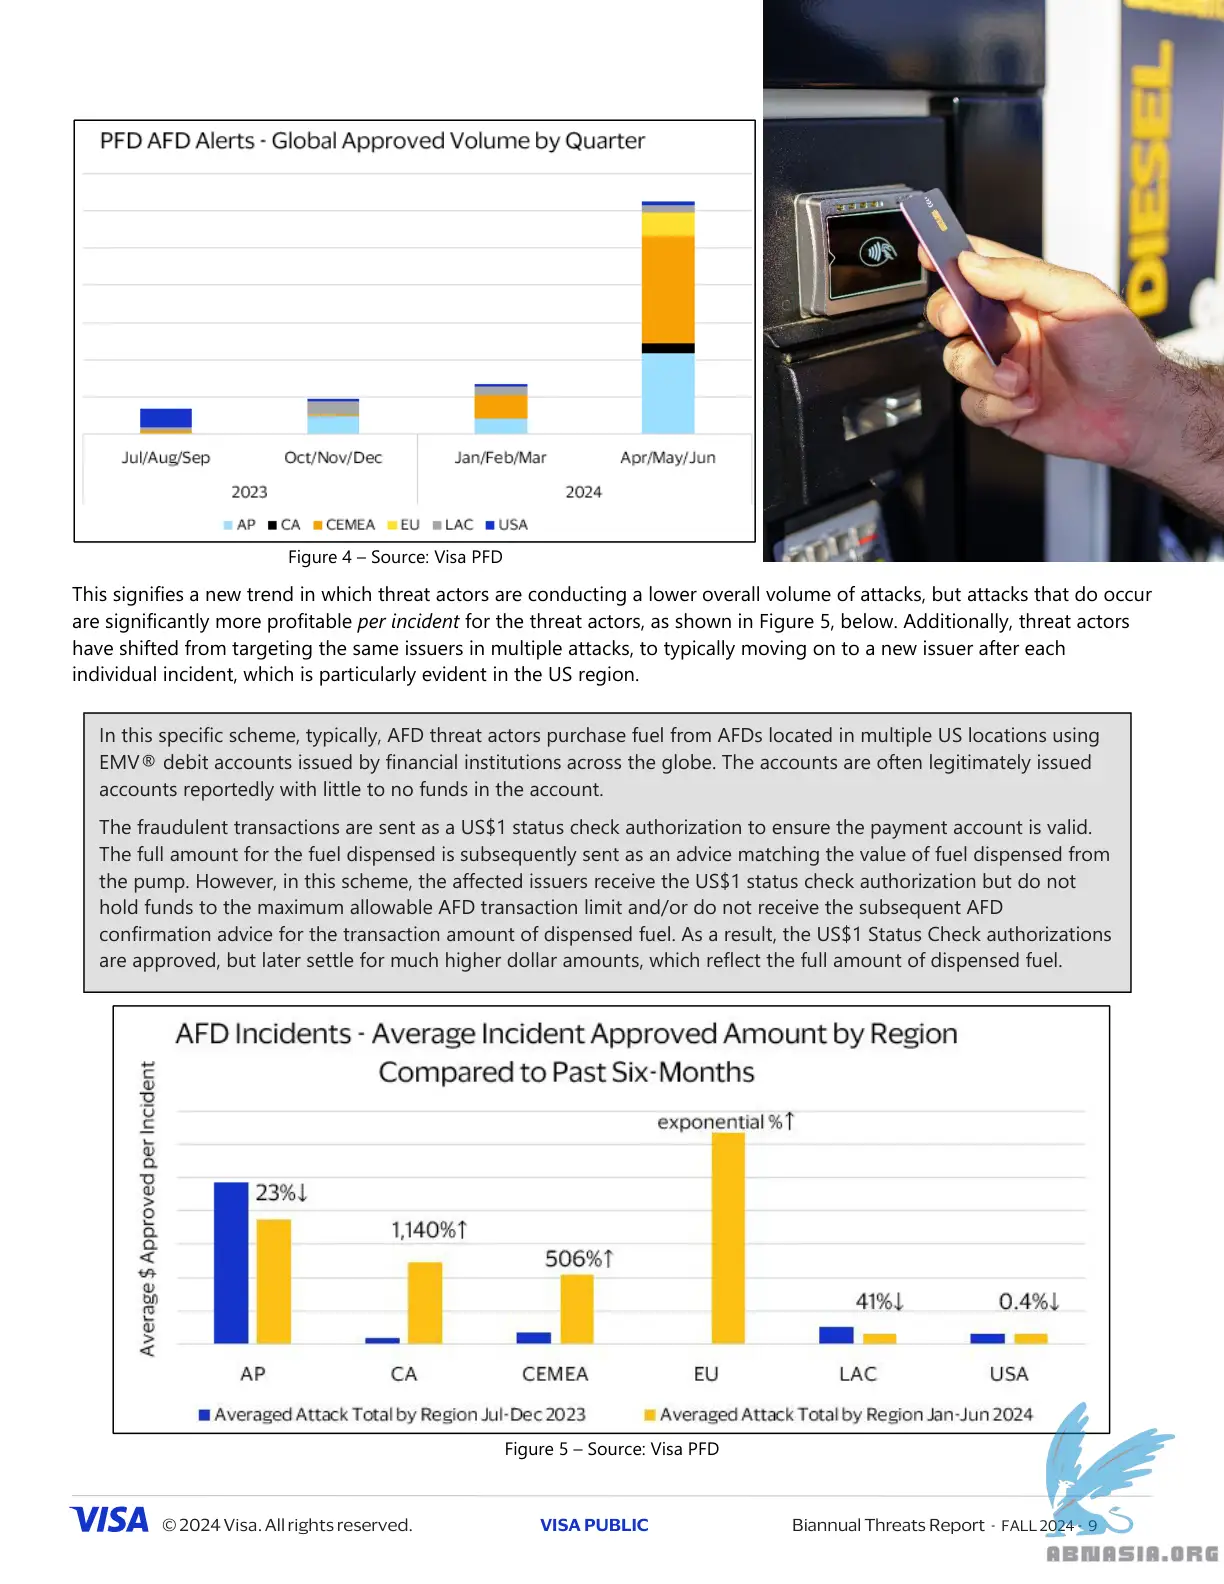 DIESEL
PFD AFD Alerts - Global Approved Volume by Quarter
Jul/Aug/Sep Oct/Nov/Dec Jan/Feb/Mar Apr/May/Jun
2023 2024
AP CA CEMEA EU LAC USA
Figure 4 – Source: Visa PFD
This signifies a new trend in which threat actors are conducting a lower overall volume of attacks, but attacks that do occur
are significantly more profitable per incident for the threat actors, as shown in Figure 5, below. Additionally, threat actors
have shifted from targeting the same issuers in multiple attacks, to typically moving on to a new issuer after each
individual incident, which is particularly evident in the US region.
In this specific scheme, typically, AFD threat actors purchase fuel from AFDs located in multiple US locations using
EMV® debit accounts issued by financial institutions across the globe. The accounts are often legitimately issued
accounts reportedly with little to no funds in the account.
The fraudulent transactions are sent as a US$1 status check authorization to ensure the payment account is valid.
The full amount for the fuel dispensed is subsequently sent as an advice matching the value of fuel dispensed from
the pump. However, in this scheme, the affected issuers receive the US$1 status check authorization but do not
hold funds to the maximum allowable AFD transaction limit and/or do not receive the subsequent AFD
confirmation advice for the transaction amount of dispensed fuel. As a result, the US$1 Status Check authorizations
are approved, but later settle for much higher dollar amounts, which reflect the full amount of dispensed fuel.
AFD Incidents - Average Incident Approved Amount by Region
Compared to Past Six-Months
Average $ Approved per Incident
exponential %↑
23%↓
1,140%↑
506%↑
41%↓ 0.4%↓
AP CA CEMEA EU LAC USA
Averaged Attack Total by Region Jul-Dec 2023 Averaged Attack Total by Region Jan-Jun 2024
Figure 5 – Source: Visa PFD
VISA © 2024 Visa. All rights reserved. VISA PUBLIC Biannual Threats Report - FALL 2024 - 9
ABNASIA.ORG